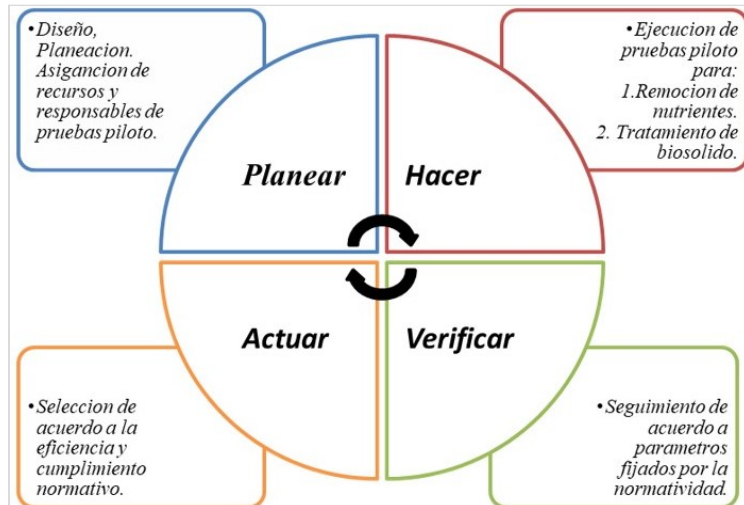 •Diseño,
Planeacion.
Asigancion de
recursos y
responsables de
pruebas piloto.
•Ejecucion de
pruebas piloto
para:
1.Remocion de
nutrientes.
2. Tratamiento de
biosolido.
Planear
Hacer
Actuar
Verificar
•Seleccion de
acuerdo a la
eficiencia y
cumplimiento
normativo.
•Seguimiento de
acuerdo a
parametros
fijados por la
normatividad.